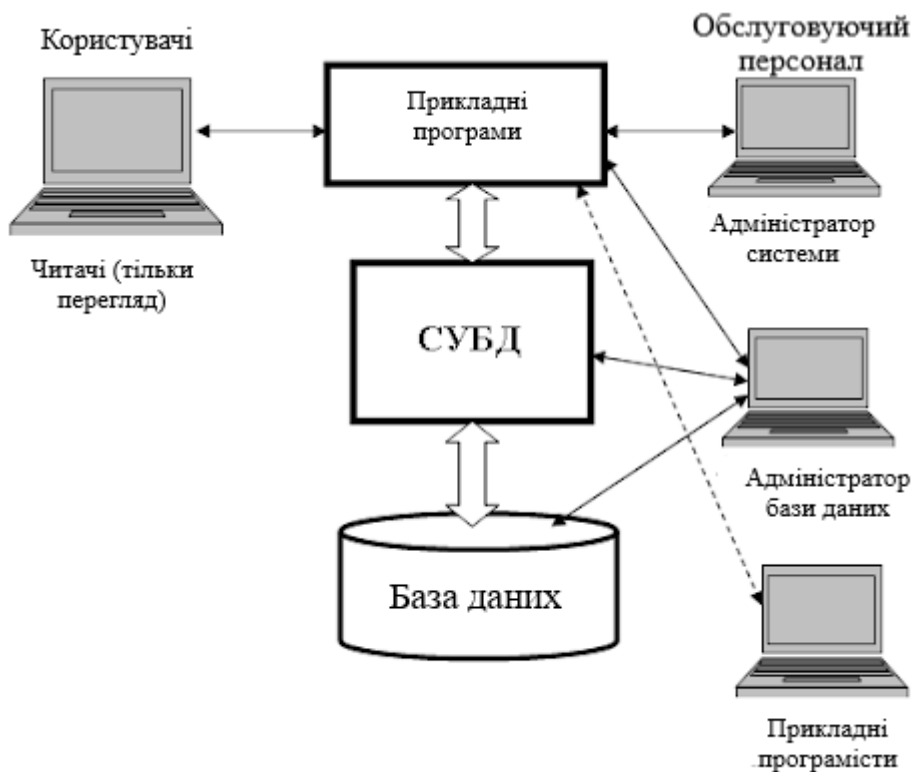 Користувачі
Читачі (тільки
перегляд)
Прикладні
програми
СУБД
База даних
Обслуговуючий
персонал
Адміністратор
системи
Адміністратор
бази даних
Прикладні
програмісти